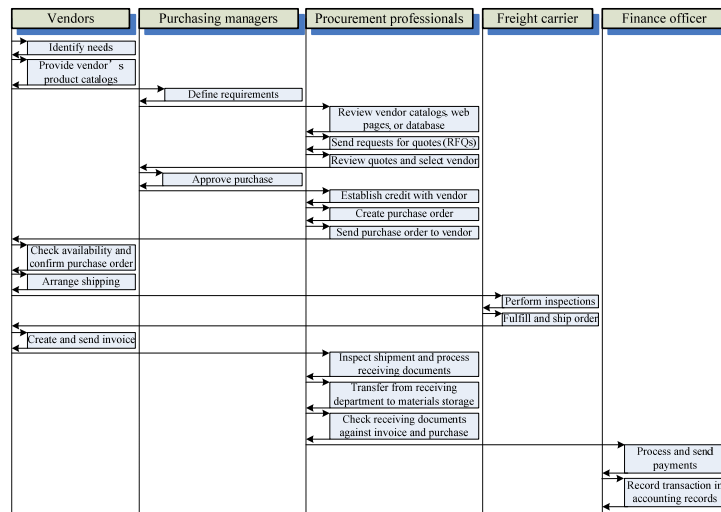 Vendors
Purchasing managers
Procurement professionals
Freight carrier
Finance officer
Identify needs
Provide vendor’s
product catalogs
Define requirements
Review vendor catalogs, web
pages, or database
Send requests for quotes (RFQs)
Review quotes and select vendor
Approve purchase
Establish credit with vendor
Create purchase order
Send purchase order to vendor
Check availability and
confirm purchase order
Arrange shipping
Perform inspections
Fulfill and ship order
Create and send invoice
Inspect shipment and process
receiving documents
Transfer from receiving
department to materials storage
Check receiving documents
against invoice and purchase
Process and send
payments
Record transaction in
accounting records